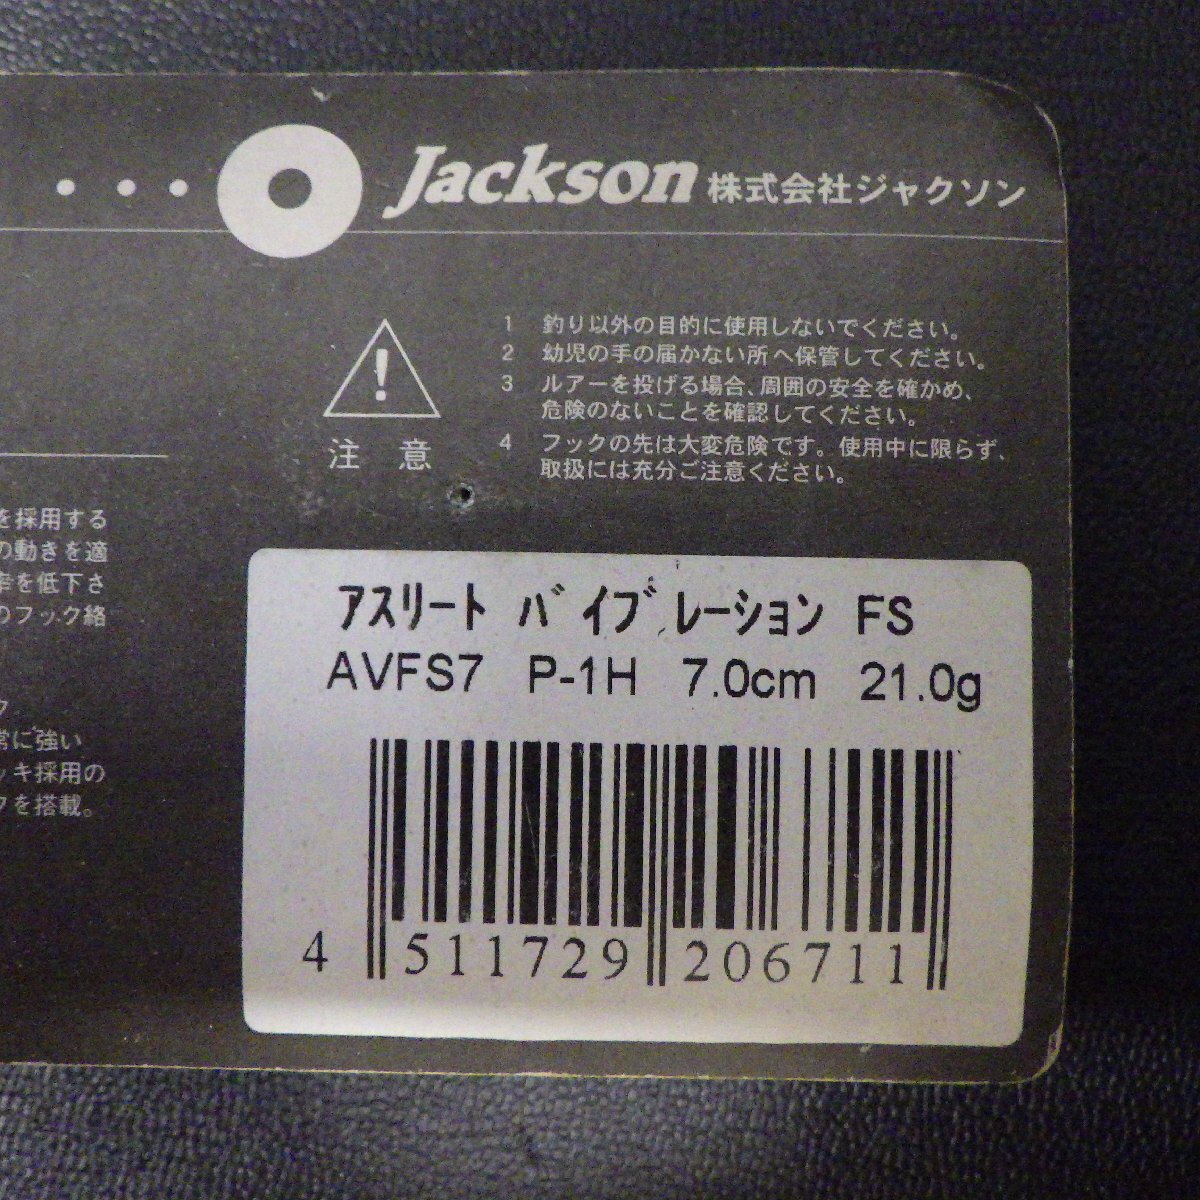 Jackson 株式会社ジャクソン
注 意
1 釣り以外の目的に使用しないでください。
2 幼児の手の届かない所へ保管してください。
3 ルアーを投げる場合、周囲の安全を確かめ、
危険のないことを確認してください。
4 フックの先は大変危険です。使用中に限らず、
取扱には充分ご注意ください。
を採用する
の動きを適
率を低下さ
のフック絡
ク
常に強い
ッキ採用の
クを搭載。
ｱｽﾘｰﾄ ﾊﾞｲﾌﾞﾚｰｼｮﾝ FS
AVFS7 P-1H 7.0cm 21.0g
4 511729 206711